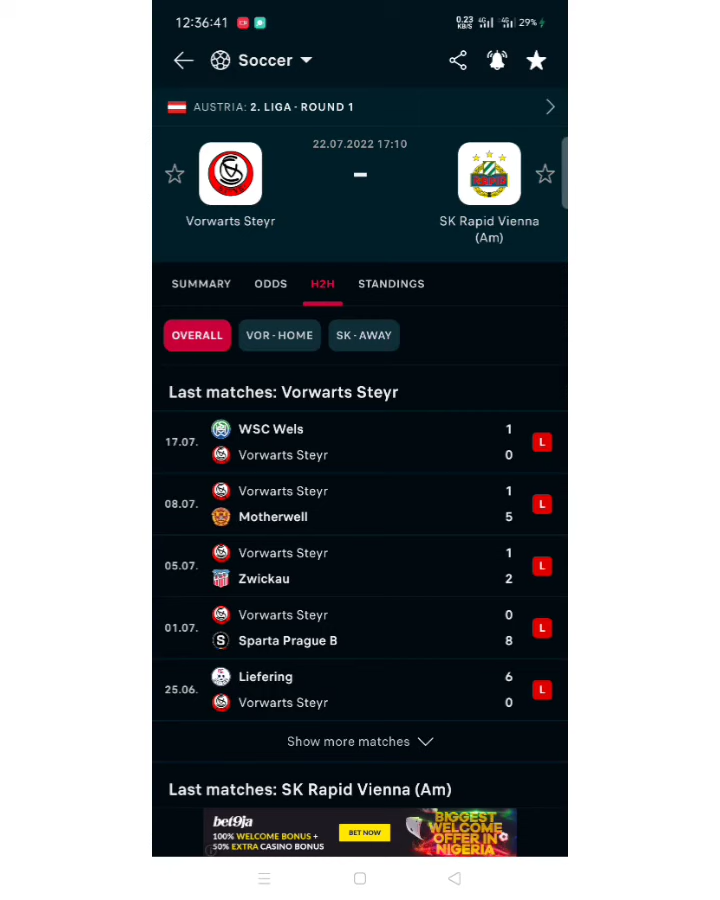 12:36:41 0.23 KB/S 4G 4G 29%
Soccer
AUSTRIA: 2. LIGA - ROUND 1
22.07.2022 17:10
-
RAPID
Vorwarts Steyr SK Rapid Vienna
(Am)
SUMMARY ODDS H2H STANDINGS
OVERALL VOR - HOME SK - AWAY
Last matches: Vorwarts Steyr
17.07. WSC Wels 1 L
Vorwarts Steyr 0
08.07. Vorwarts Steyr 1 L
Motherwell 5
05.07. Vorwarts Steyr 1 L
Zwickau 2
01.07. Vorwarts Steyr 0 L
Sparta Prague B 8
25.06. Liefering 6 L
Vorwarts Steyr 0
Show more matches
Last matches: SK Rapid Vienna (Am)
bet9ja
100% WELCOME BONUS +
50% EXTRA CASINO BONUS
BET NOW
BIGGEST
WELCOME
OFFER IN
NIGERIA